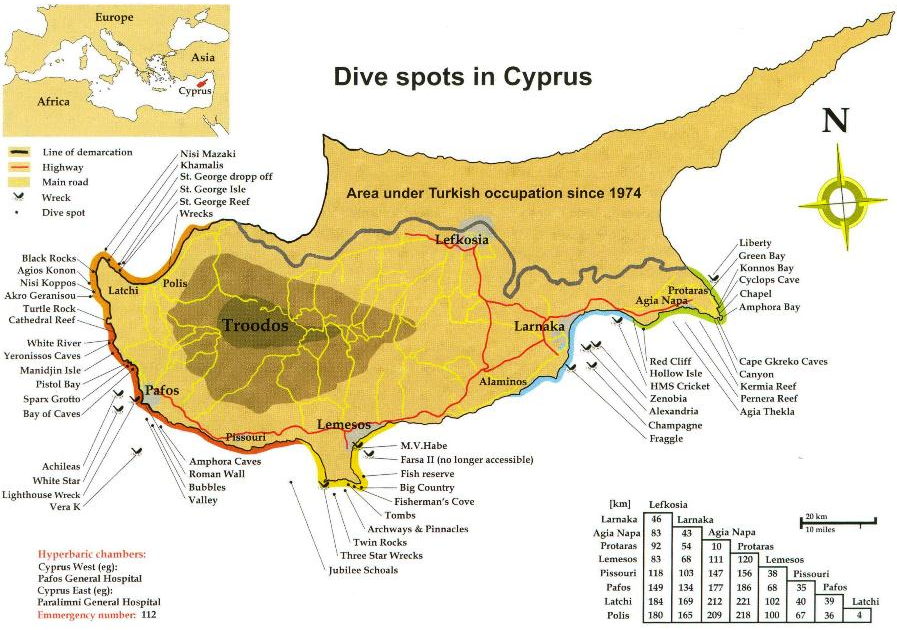 Europe
Asia
Cyprus
Africa
Dive spots in Cyprus
N
Line of demarcation
Highway
Main road
Wreck
Dive spot
Nisi Mazaki
Khamalis
St. George dropp off
St. George Isle
St. George Reef
Wrecks
Area under Turkish occupation since 1974
Lefkosia
Black Rocks
Agios Konon
Nisi Koppos
Akro Geranisou
Turtle Rock
Cathedral Reef
White River
Yeronissos Caves
Manidjin Isle
Pistol Bay
Sparx Grotto
Bay of Caves
Latchi
Polis
Troodos
Pafos
Pissouri
Lemesos
Alaminos
Larnaka
Agia Napa
Protaras
Liberty
Green Bay
Konnos Bay
Cyclops Cave
Chapel
Amphora Bay
Cape Gkreko Caves
Canyon
Kermia Reef
Pernera Reef
Agia Thekla
Red Cliff
Hollow Isle
HMS Cricket
Zenobia
Alexandria
Champagne
Fraggle
Achileas
White Star
Lighthouse Wreck
Vera K
Amphora Caves
Roman Wall
Bubbles
Valley
M.V.Habe
Farsa II (no longer accessible)
Fish reserve
Big Country
Fisherman's Cove
Tombs
Archways & Pinnacles
Twin Rocks
Three Star Wrecks
Jubilee Schoals
Hyperbaric chambers:
Cyprus West (eg):
Pafos General Hospital
Cyprus East (eg):
Paralimni General Hospital
Emmergency number: 112
20 km
10 miles
[km] Lefkosia
Larnaka 46 Larnaka
Agia Napa 83 43 Agia Napa
Protaras 92 54 10 Protaras
Lemesos 83 68 111 120 Lemesos
Pissouri 118 103 147 156 38 Pissouri
Pafos 149 134 177 186 68 35 Pafos
Latchi 184 169 212 221 102 40 39 Latchi
Polis 180 165 209 218 100 67 36 4